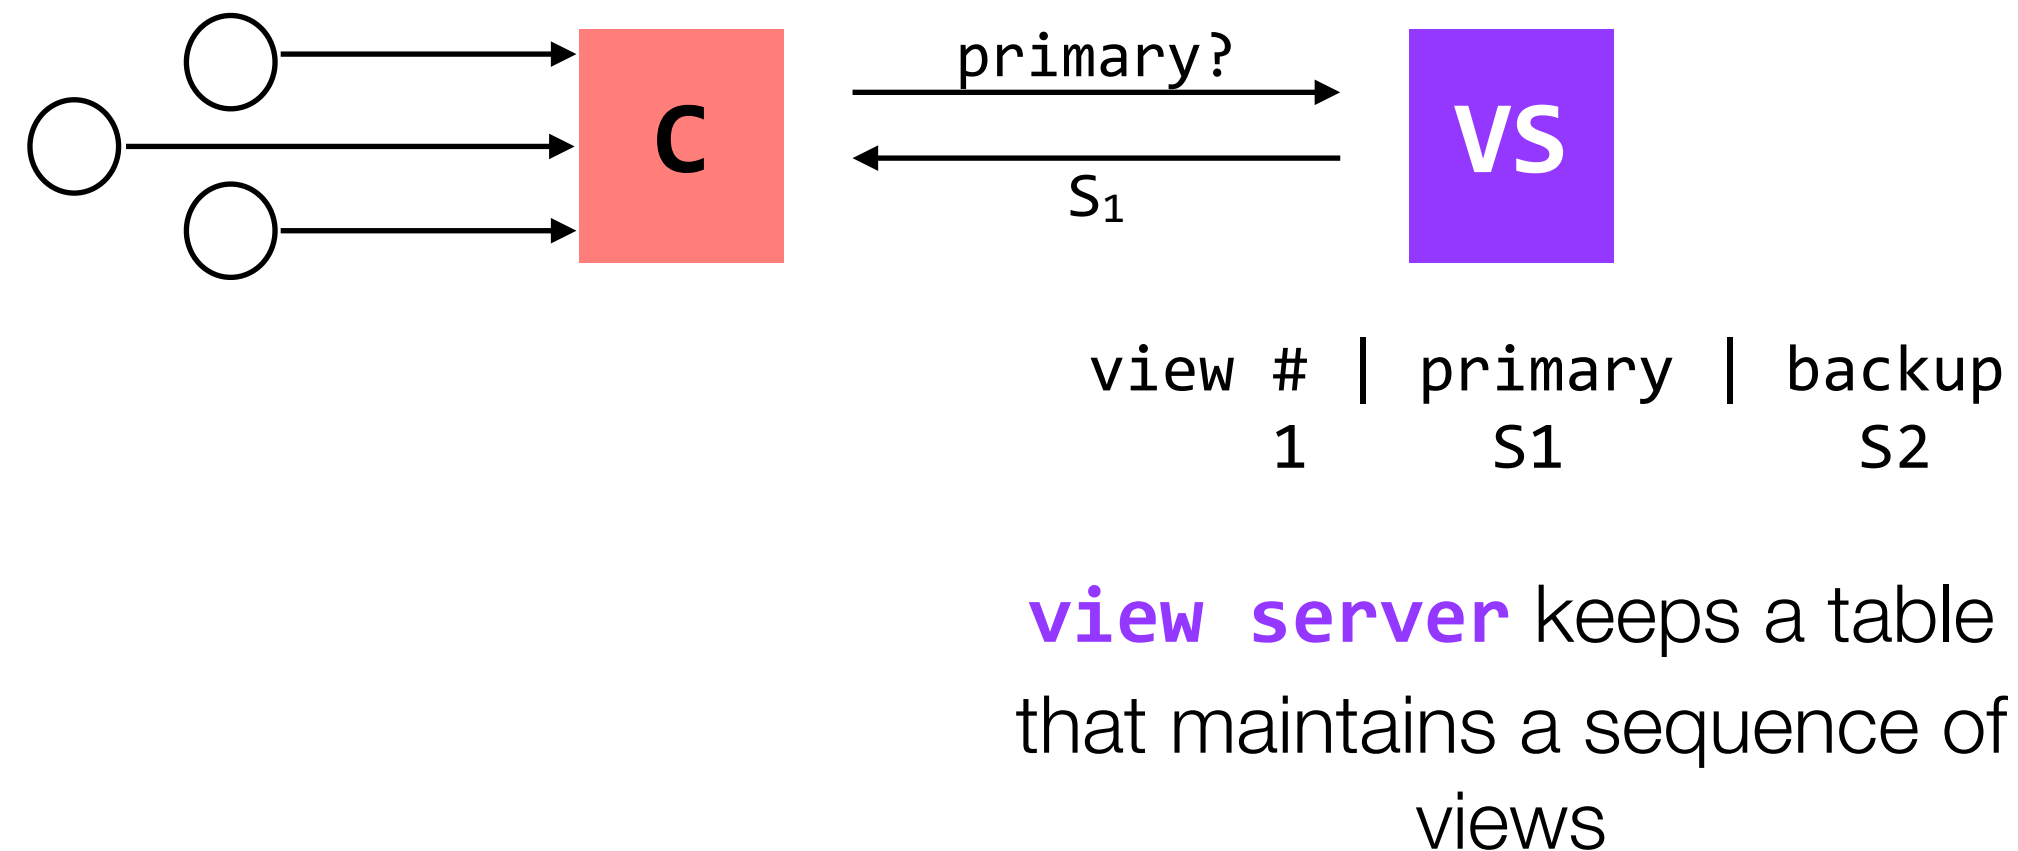 primary?
C
VS
S₁
view # | primary | backup
1 S1 S2
view server keeps a table
that maintains a sequence of
views